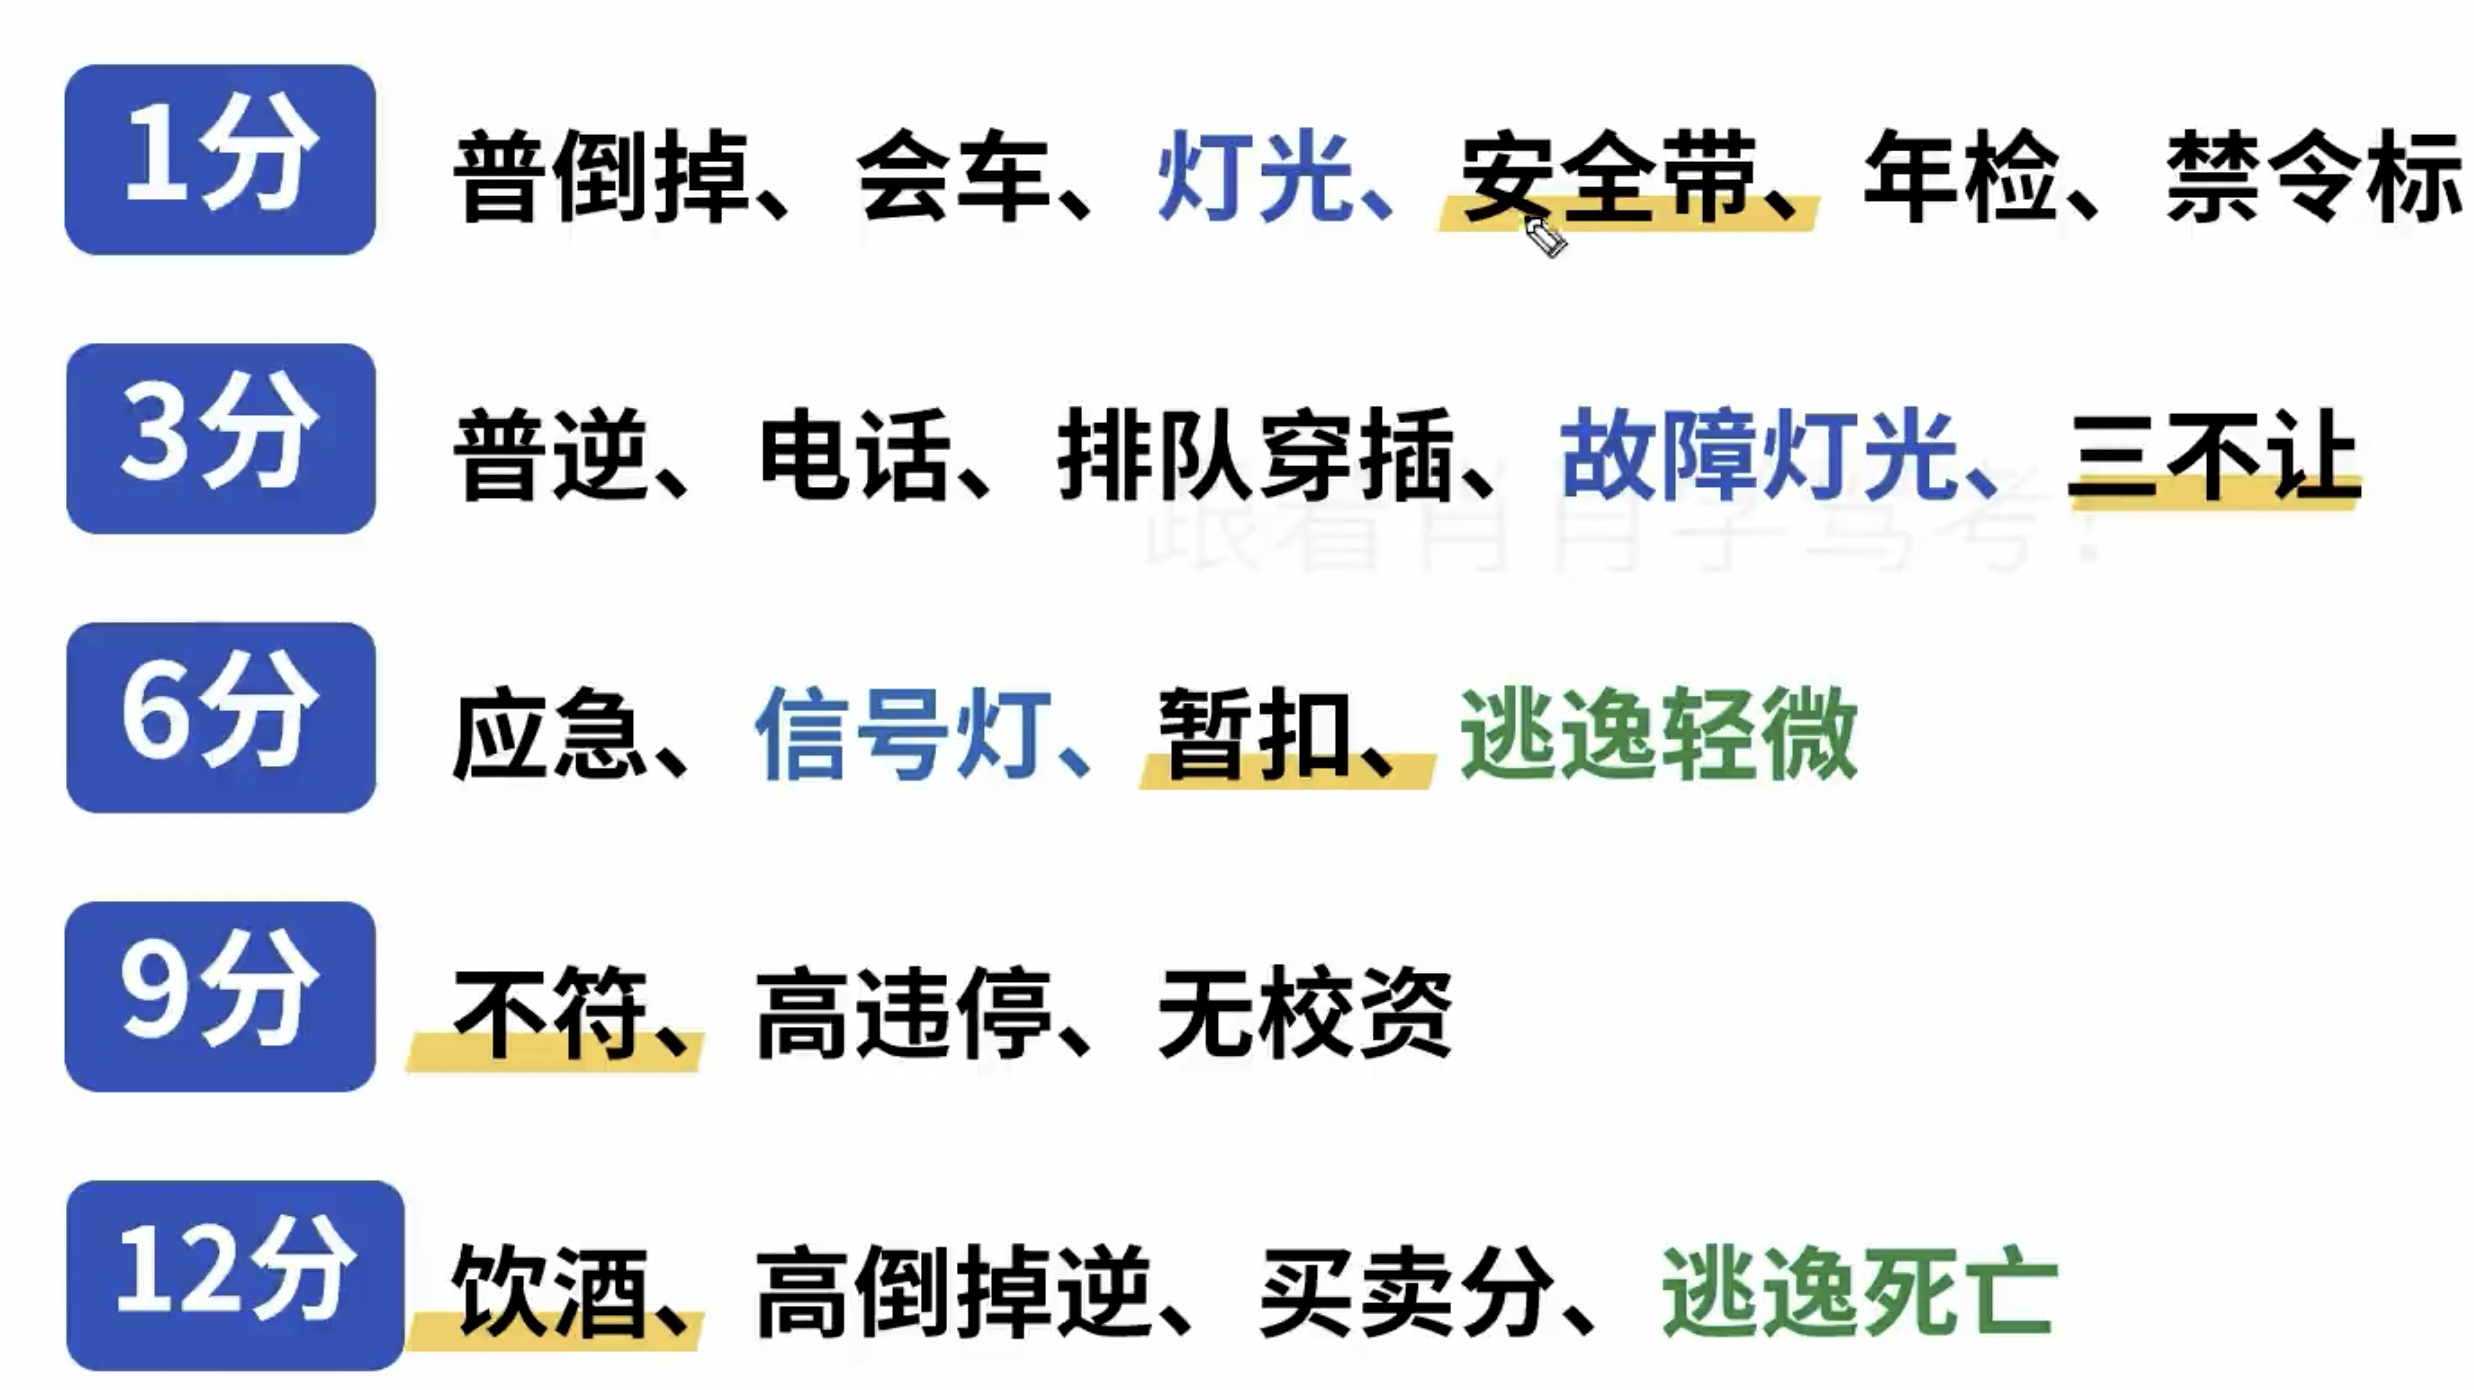 1分 普倒掉、会车、灯光、安全带、年检、禁令标
3分 普逆、电话、排队穿插、故障灯光、三不让
跟着肖肖学驾考!
6分 应急、信号灯、暂扣、逃逸轻微
9分 不符、高违停、无校资
12分 饮酒、高倒掉逆、买卖分、逃逸死亡